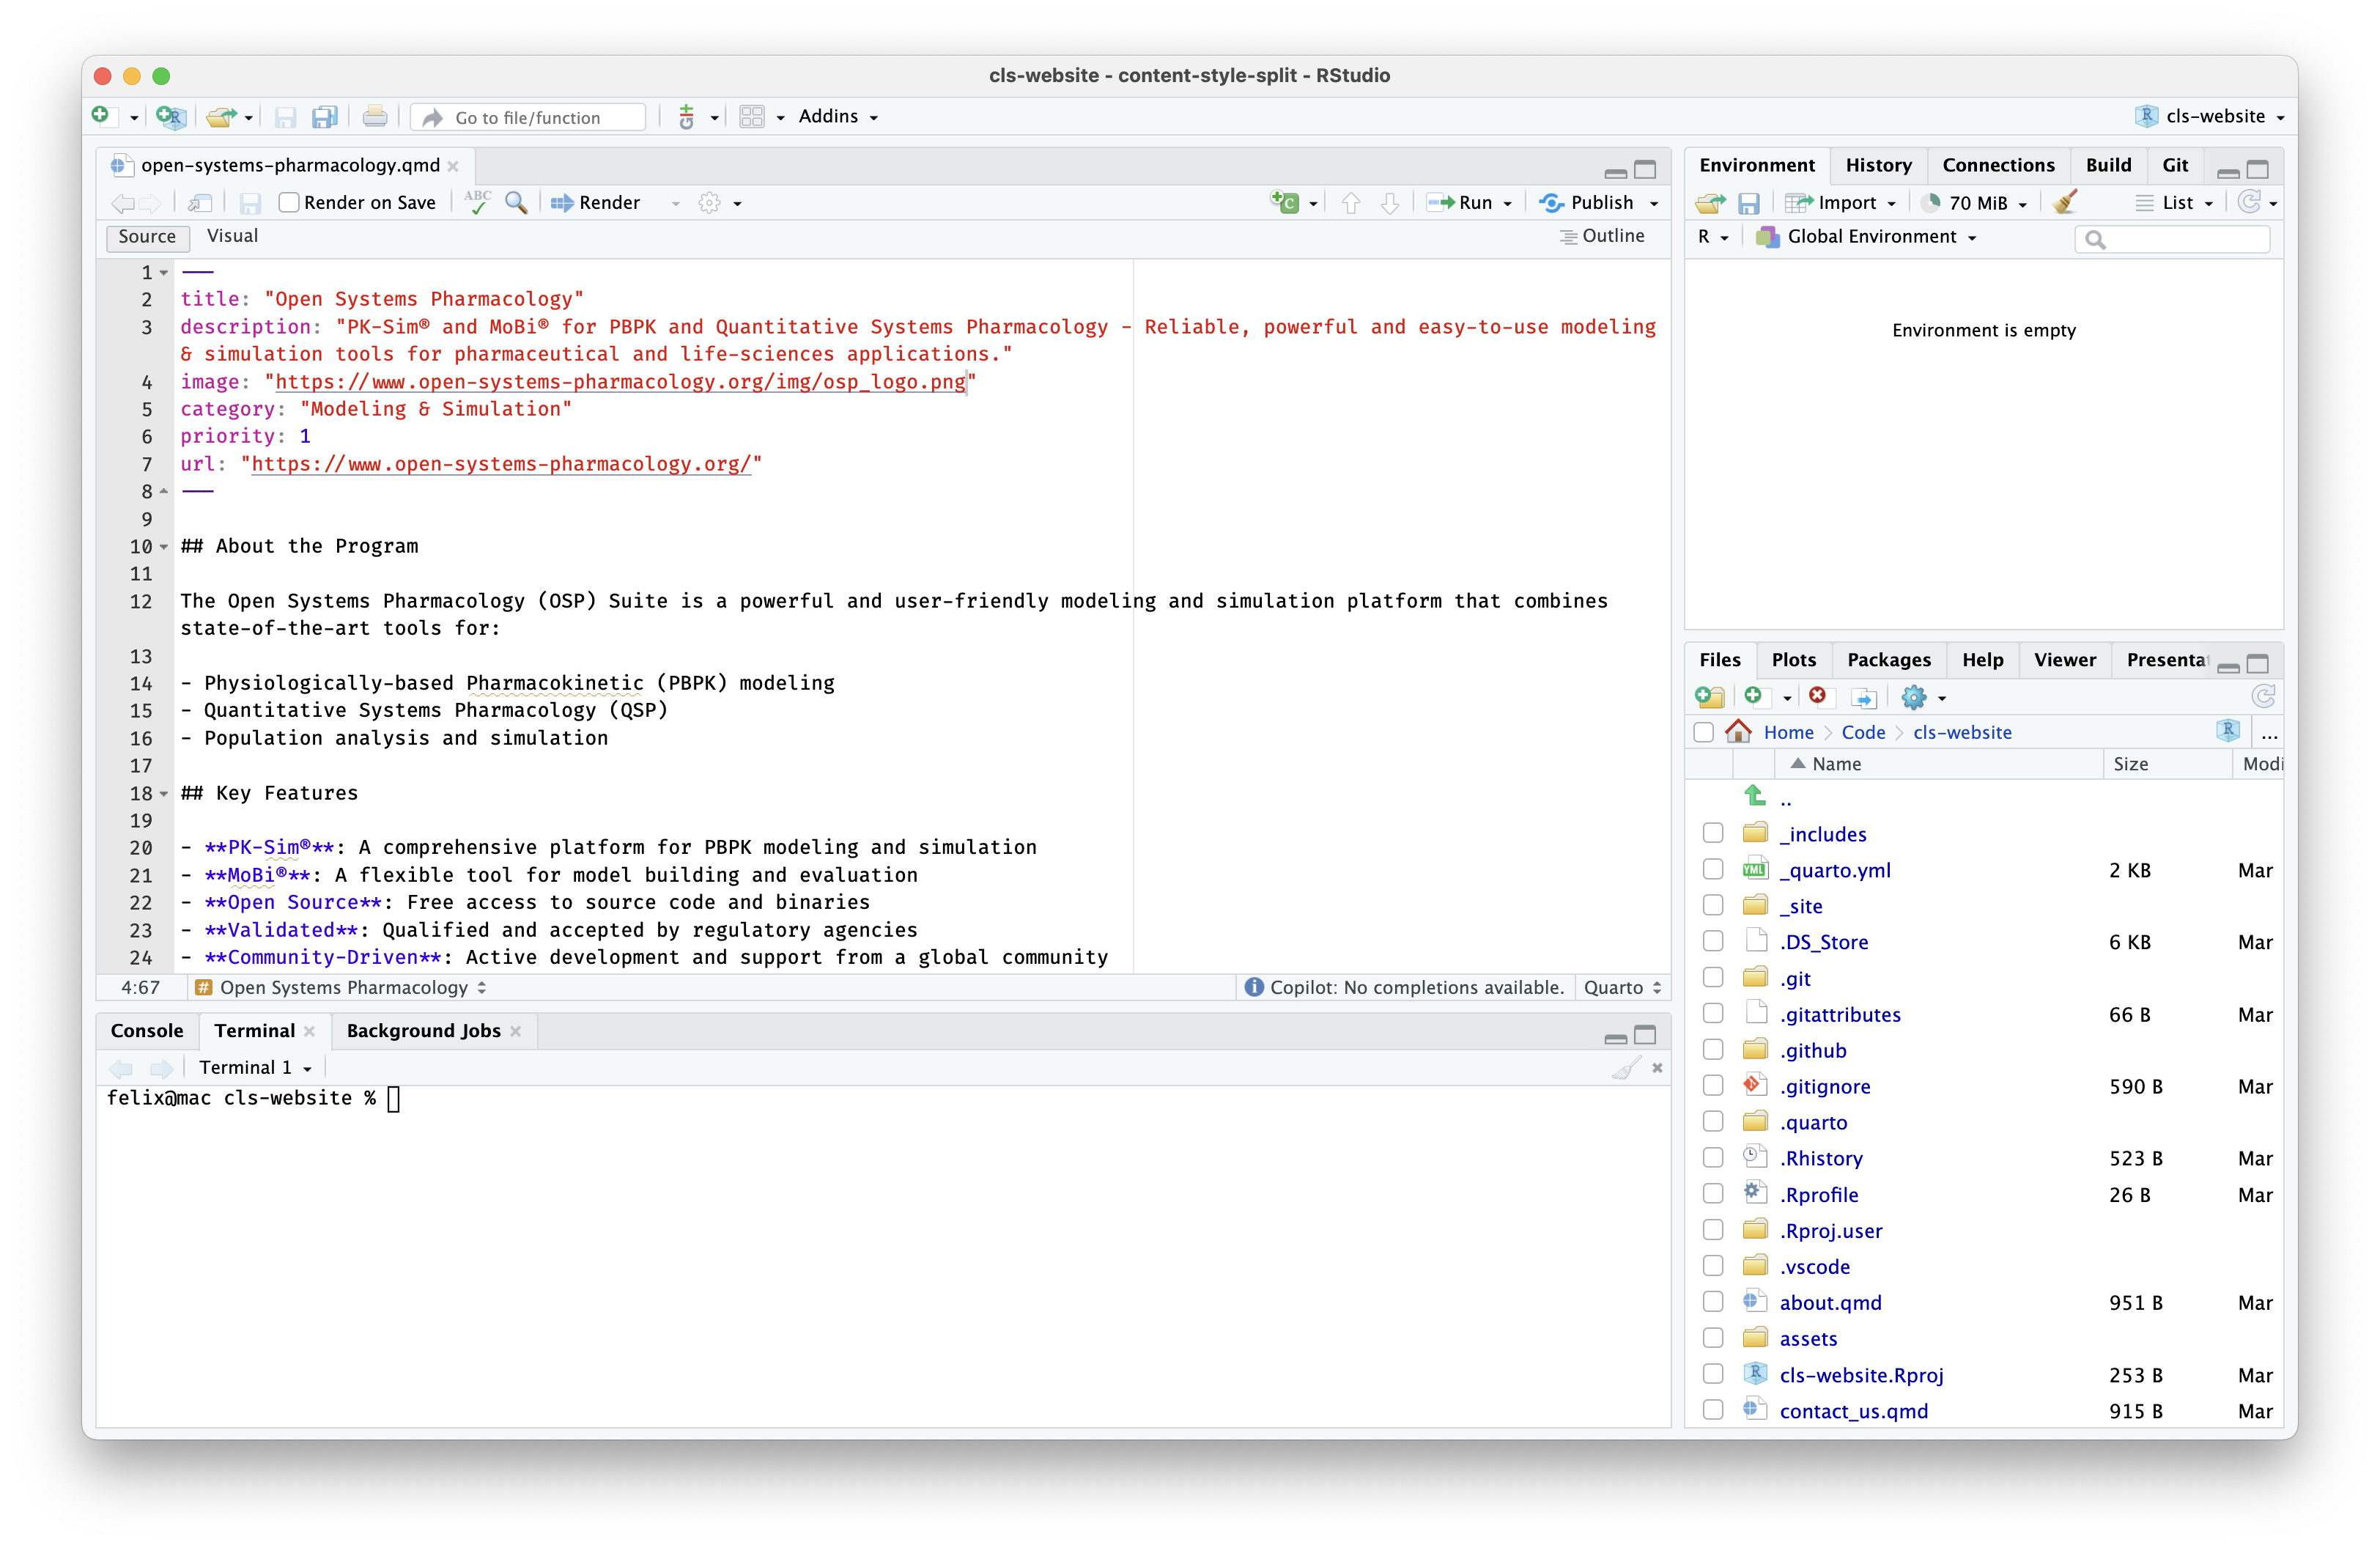 cls-website - content-style-split - RStudio
Go to file/function
Addins
cls-website
open-systems-pharmacology.qmd
Render on Save
ABC
Render
Run
Publish
Source
Visual
Outline
1 ---
2 title: "Open Systems Pharmacology"
3 description: "PK-Sim® and MoBi® for PBPK and Quantitative Systems Pharmacology - Reliable, powerful and easy-to-use modeling
& simulation tools for pharmaceutical and life-sciences applications."
4 image: "https://www.open-systems-pharmacology.org/img/osp_logo.png"
5 category: "Modeling & Simulation"
6 priority: 1
7 url: "https://www.open-systems-pharmacology.org/"
8 ---
9
10 ## About the Program
11
12 The Open Systems Pharmacology (OSP) Suite is a powerful and user-friendly modeling and simulation platform that combines
state-of-the-art tools for:
13
14 - Physiologically-based Pharmacokinetic (PBPK) modeling
15 - Quantitative Systems Pharmacology (QSP)
16 - Population analysis and simulation
17
18 ## Key Features
19
20 - **PK-Sim®**: A comprehensive platform for PBPK modeling and simulation
21 - **MoBi®**: A flexible tool for model building and evaluation
22 - **Open Source**: Free access to source code and binaries
23 - **Validated**: Qualified and accepted by regulatory agencies
24 - **Community-Driven**: Active development and support from a global community
4:67 # Open Systems Pharmacology
Copilot: No completions available.
Quarto
Console
Terminal
Background Jobs
Terminal 1
felix@mac cls-website %
Environment
History
Connections
Build
Git
Import
70 MiB
List
R
Global Environment
Environment is empty
Files
Plots
Packages
Help
Viewer
Presentat
Home
Code
cls-website
...
Name Size Modi
..
_includes
_quarto.yml 2 KB Mar
_site
.DS_Store 6 KB Mar
.git
.gitattributes 66 B Mar
.github
.gitignore 590 B Mar
.quarto
.Rhistory 523 B Mar
.Rprofile 26 B Mar
.Rproj.user
.vscode
about.qmd 951 B Mar
assets
cls-website.Rproj 253 B Mar
contact_us.qmd 915 B Mar